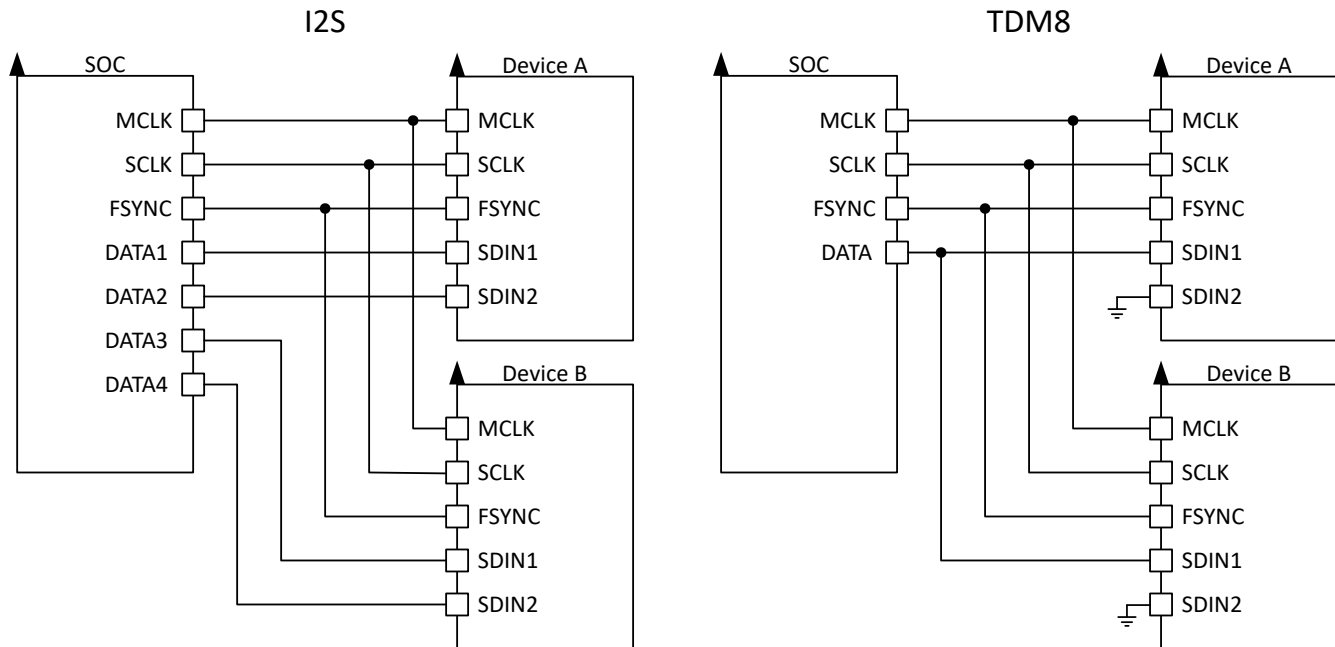 I2S
SOC
MCLK
SCLK
FSYNC
DATA1
DATA2
DATA3
DATA4
Device A
MCLK
SCLK
FSYNC
SDIN1
SDIN2
Device B
MCLK
SCLK
FSYNC
SDIN1
SDIN2
TDM8
SOC
MCLK
SCLK
FSYNC
DATA
Device A
MCLK
SCLK
FSYNC
SDIN1
SDIN2
Device B
MCLK
SCLK
FSYNC
SDIN1
SDIN2